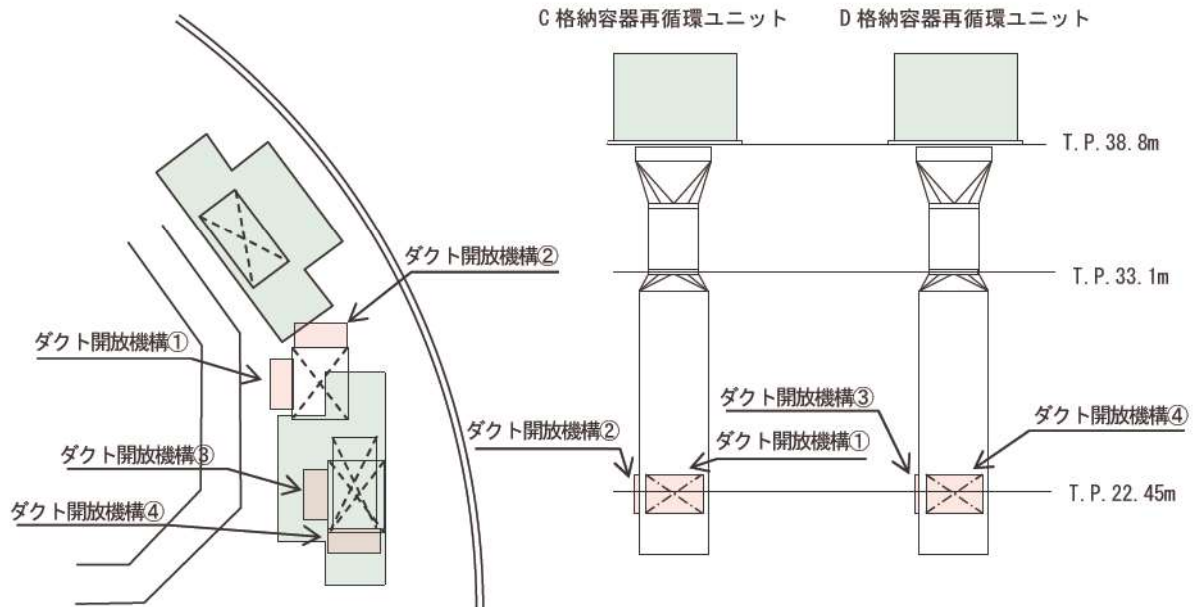 C格納容器再循環ユニット
D格納容器再循環ユニット
T.P.38.8m
ダクト開放機構②
T.P.33.1m
ダクト開放機構①
ダクト開放機構③
ダクト開放機構④
ダクト開放機構②
ダクト開放機構①
ダクト開放機構③
T.P.22.45m
ダクト開放機構④